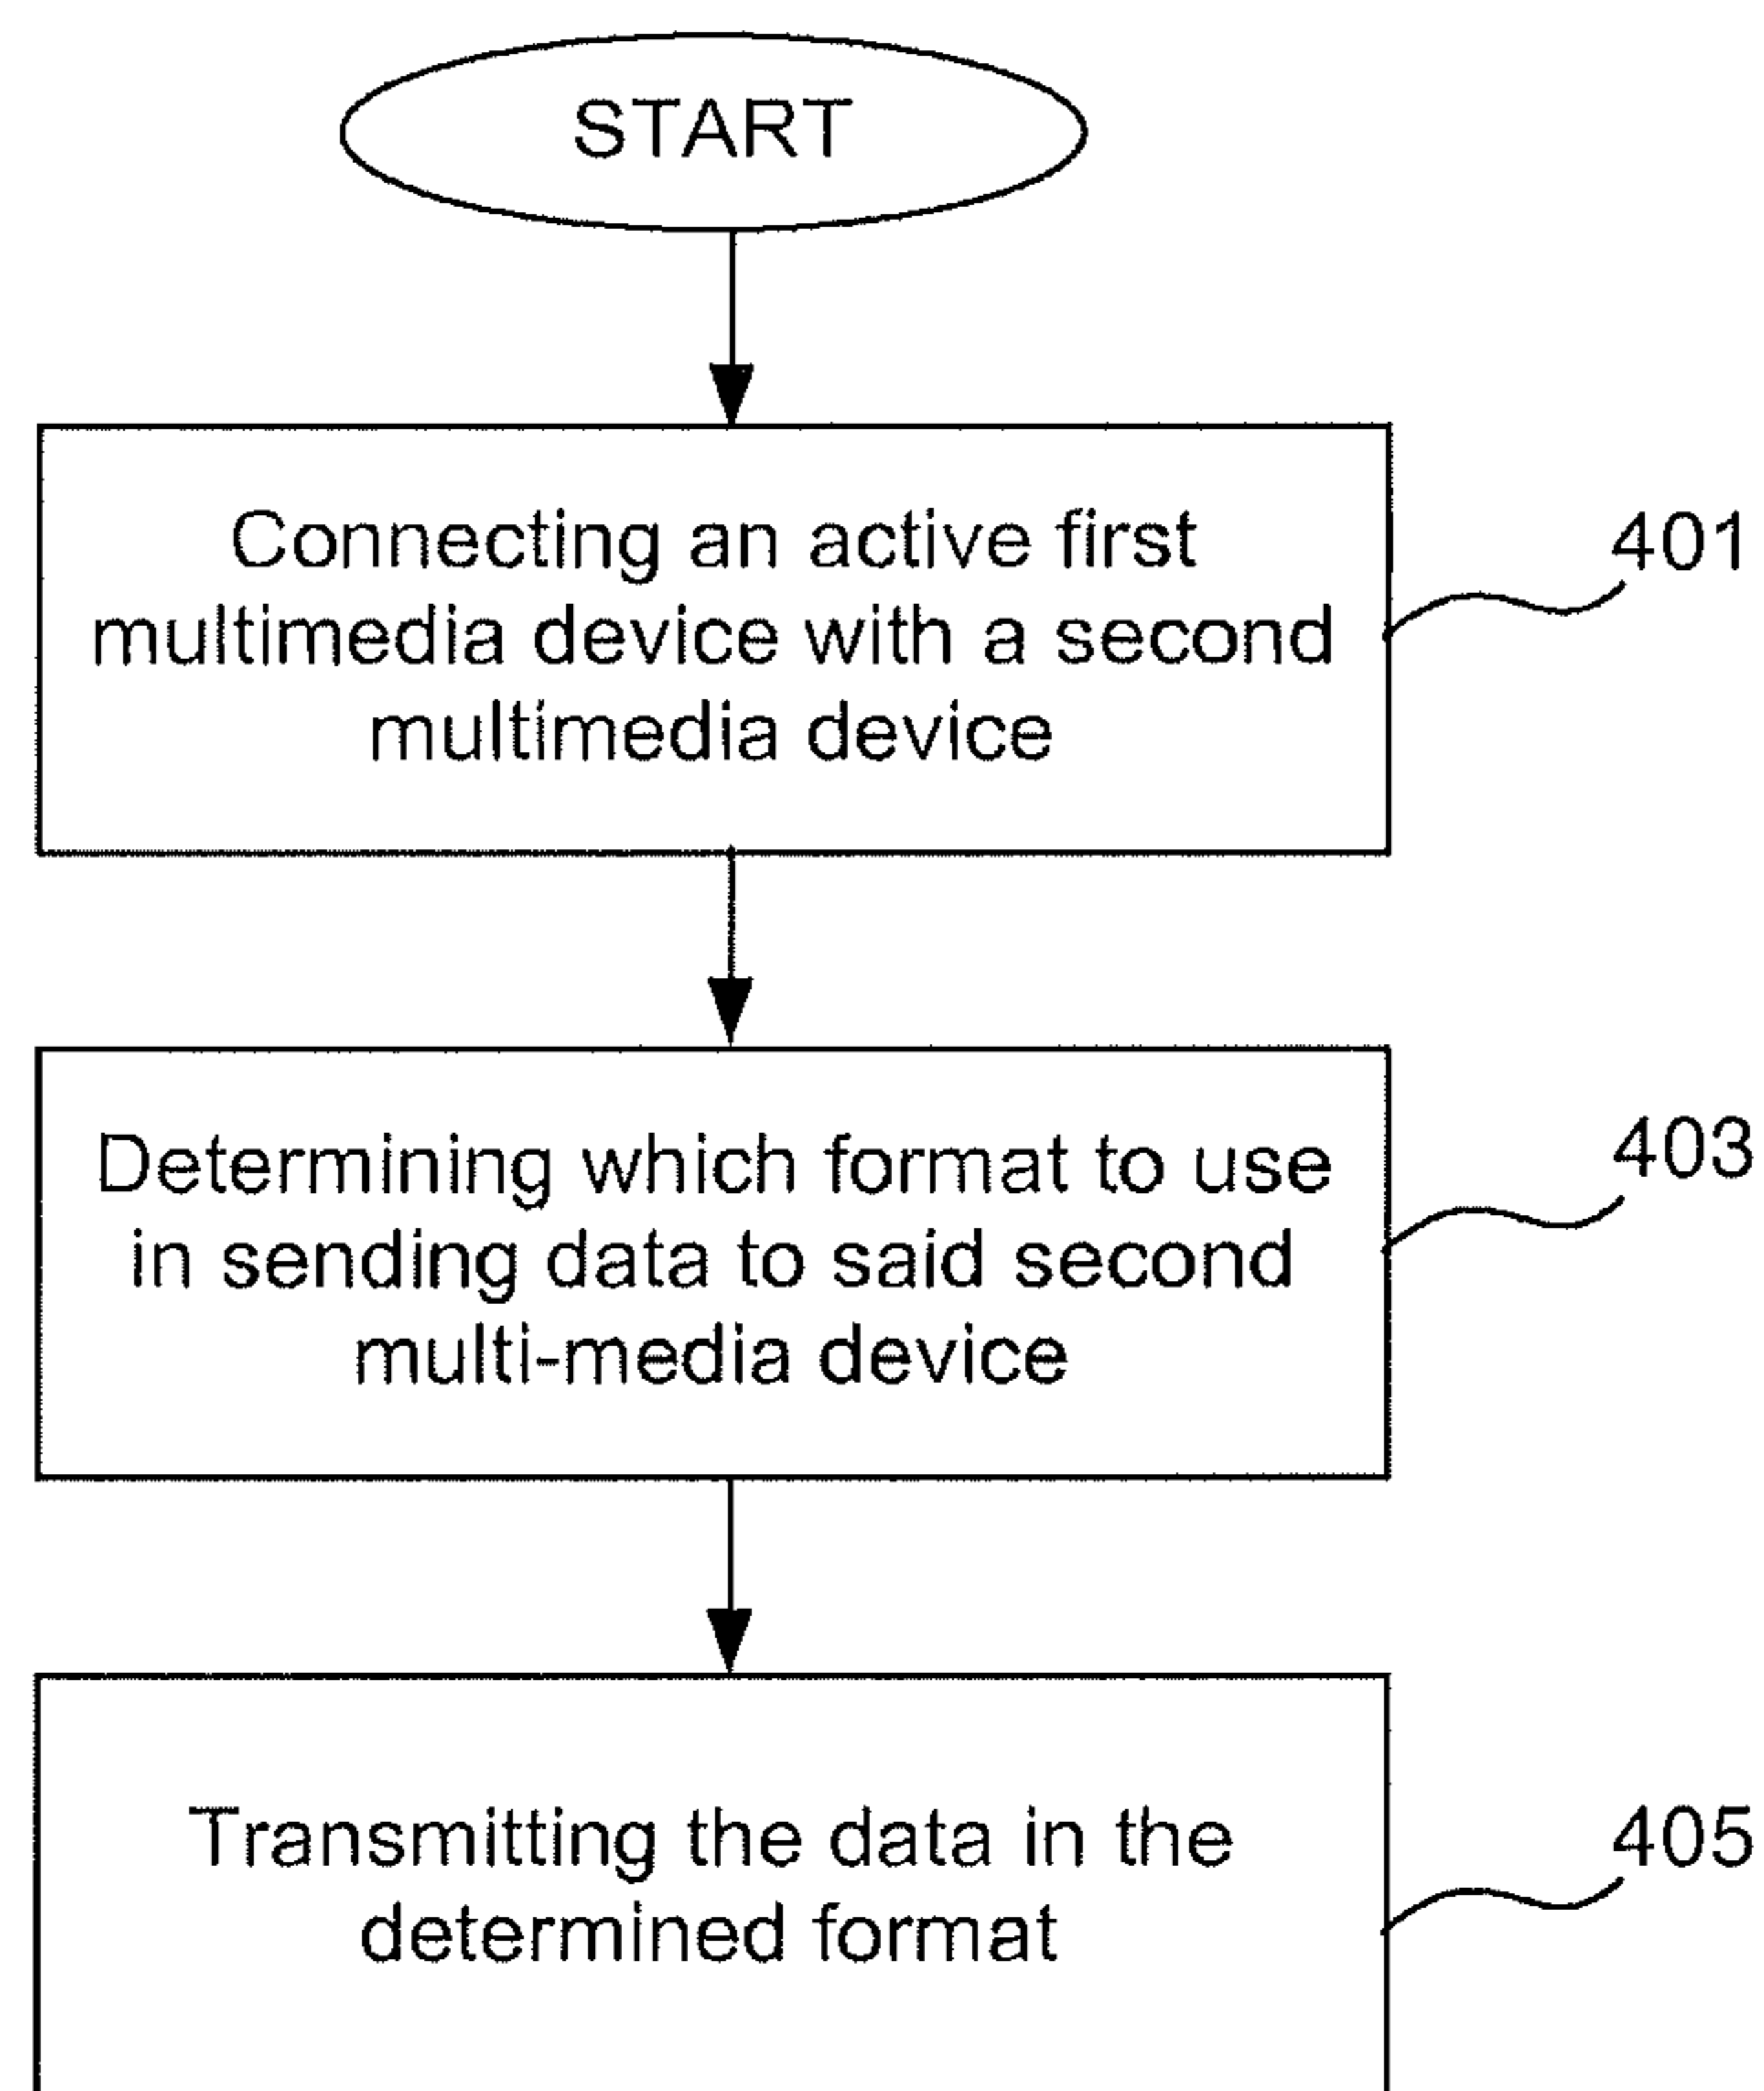 START
Connecting an active first
multimedia device with a second
multimedia device
401
Determining which format to use
in sending data to said second
multi-media device
403
Transmitting the data in the
determined format
405